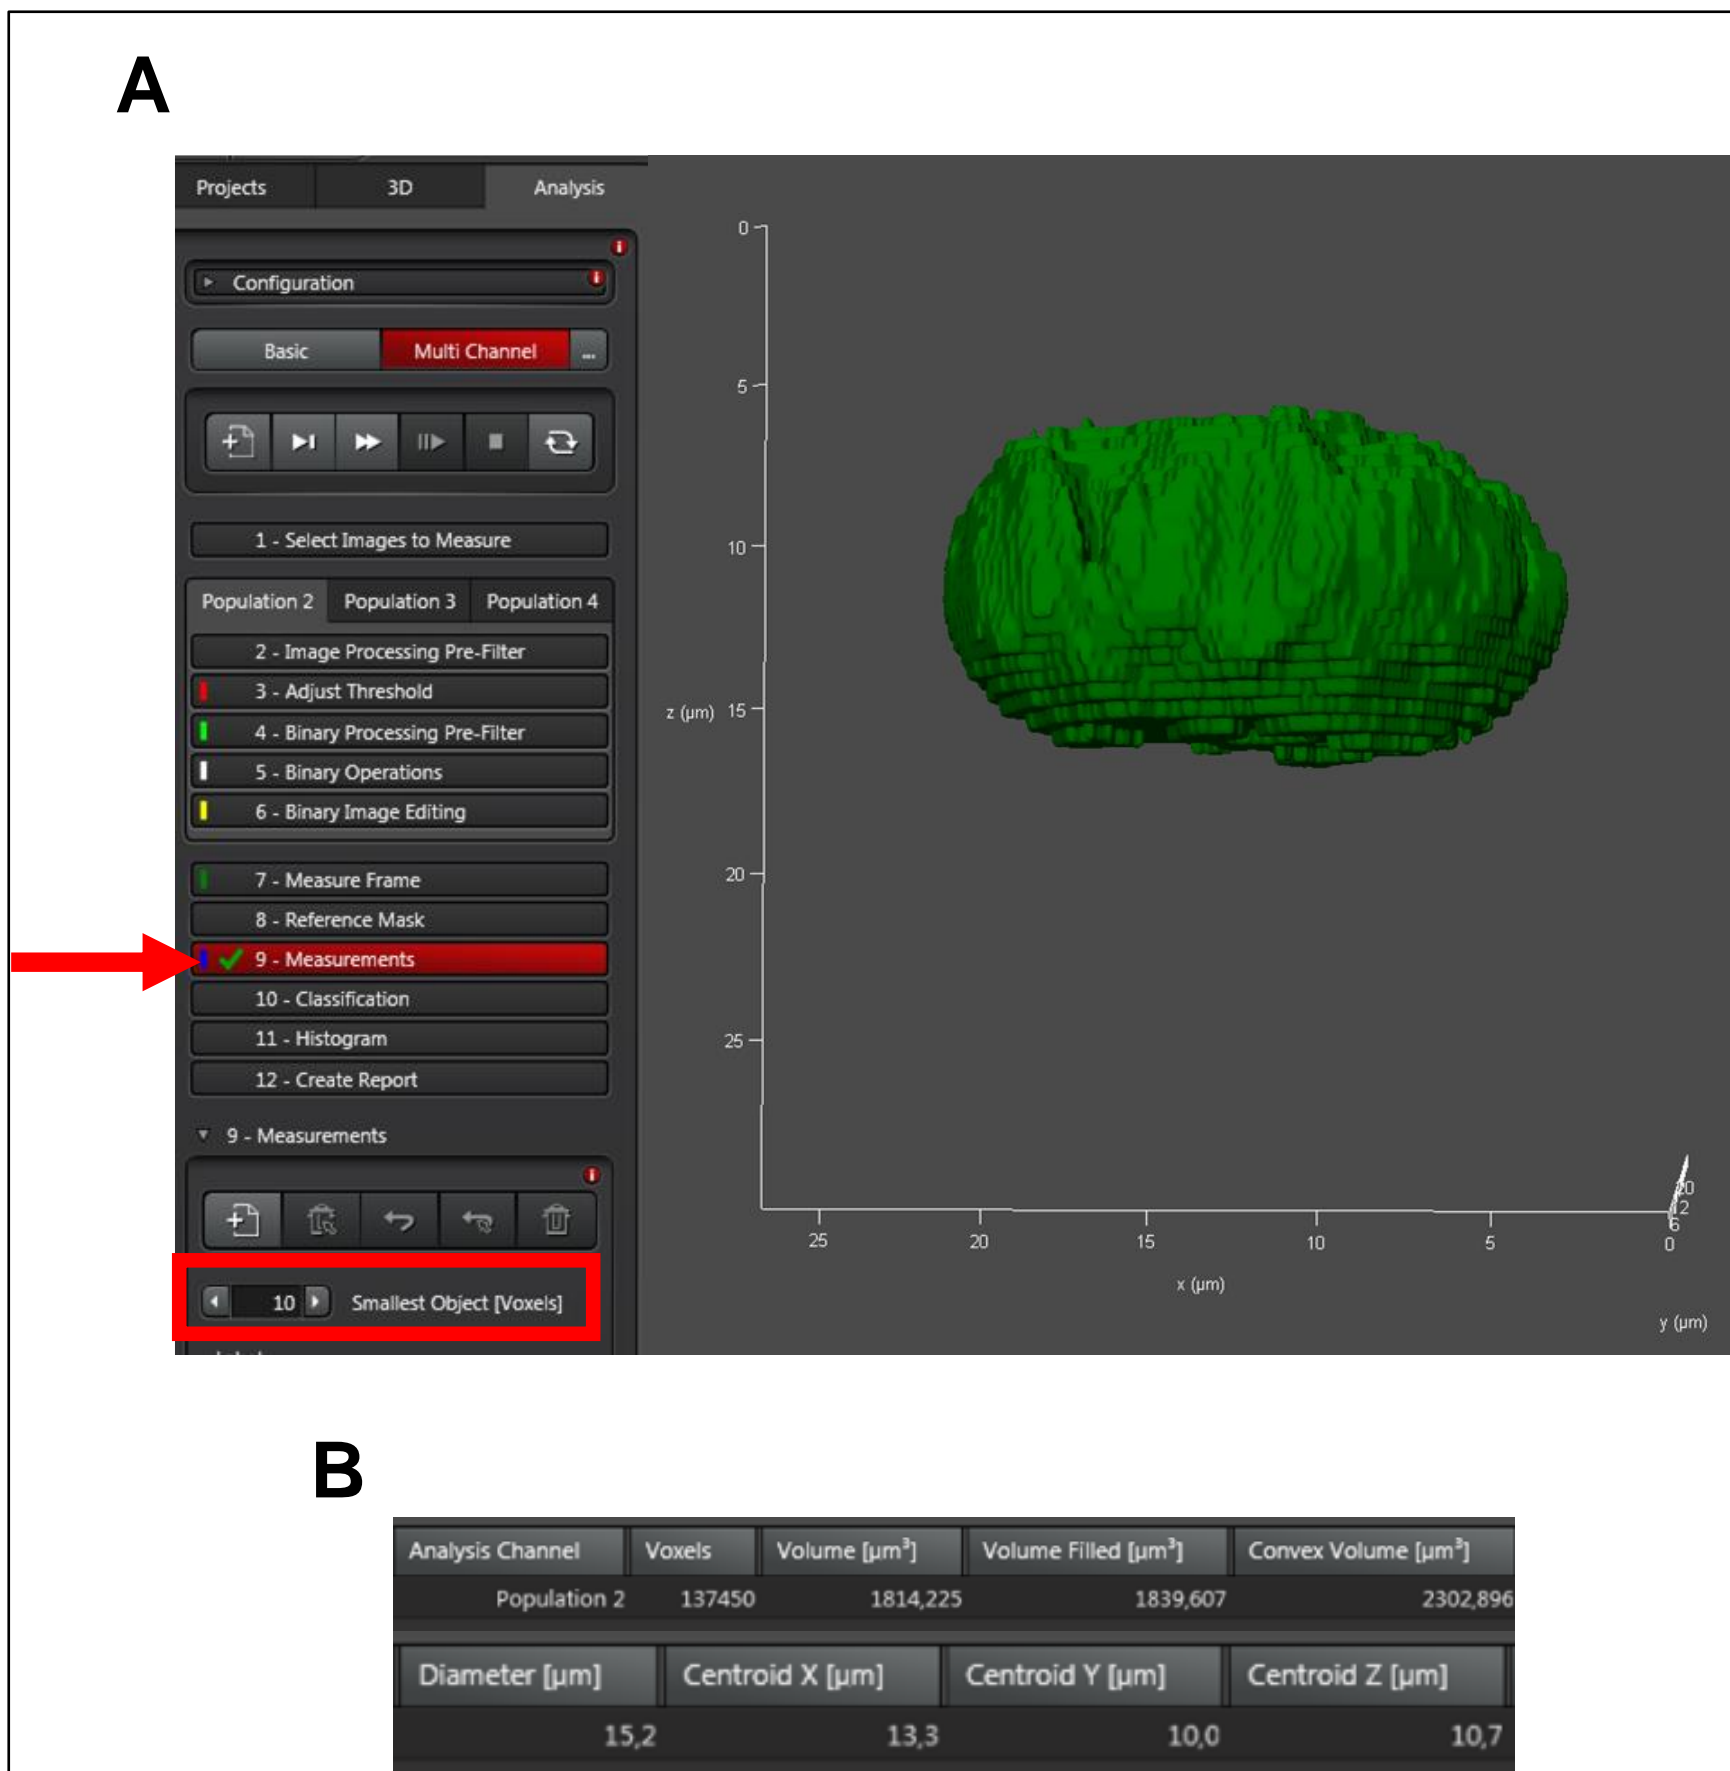 A
Projects 3D Analysis
Configuration
Basic Multi Channel ...
1 - Select Images to Measure
Population 2 Population 3 Population 4
2 - Image Processing Pre-Filter
3 - Adjust Threshold
4 - Binary Processing Pre-Filter
5 - Binary Operations
6 - Binary Image Editing
7 - Measure Frame
8 - Reference Mask
9 - Measurements
10 - Classification
11 - Histogram
12 - Create Report
9 - Measurements
10 Smallest Object [Voxels]
0
5
10
z (µm) 15
20
25
25 20 15 10 5 0
x (µm)
y (µm)
B
Analysis Channel Voxels Volume [µm³] Volume Filled [µm³] Convex Volume [µm³]
Population 2 137450 1814,225 1839,607 2302,896
Diameter [µm] Centroid X [µm] Centroid Y [µm] Centroid Z [µm]
15,2 13,3 10,0 10,7